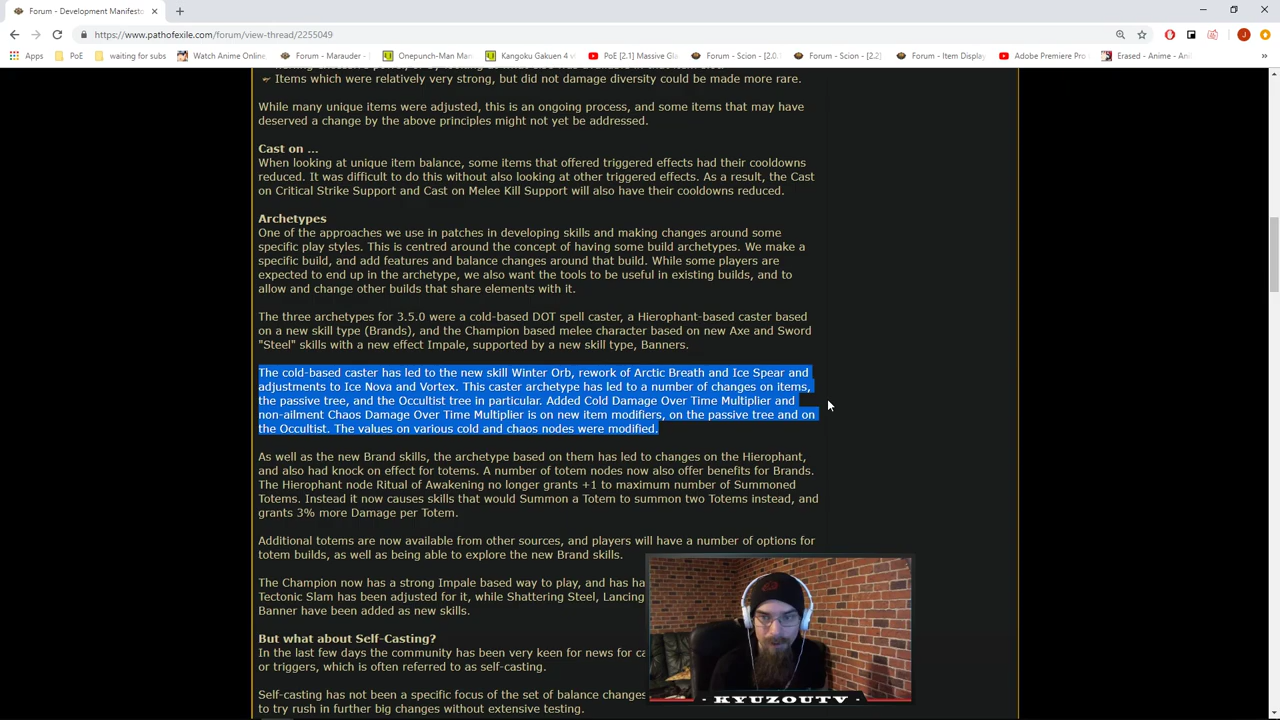 Forum - Development Manifesto
https://www.pathofexile.com/forum/view-thread/2255049
Apps PoE waiting for subs Watch Anime Online Forum - Marauder - Onepunch-Man Man Kangoku Gakuen 4 v PoE [2.1] Massive Gla Forum - Scion - [2.0. Forum - Scion - [2.2] Forum - Item Display Adobe Premiere Pro Erased - Anime - Ani »
☞ Items which were relatively very strong, but did not damage diversity could be made more rare.
While many unique items were adjusted, this is an ongoing process, and some items that may have
deserved a change by the above principles might not yet be addressed.
Cast on ...
When looking at unique item balance, some items that offered triggered effects had their cooldowns
reduced. It was difficult to do this without also looking at other triggered effects. As a result, the Cast
on Critical Strike Support and Cast on Melee Kill Support will also have their cooldowns reduced.
Archetypes
One of the approaches we use in patches in developing skills and making changes around some
specific play styles. This is centred around the concept of having some build archetypes. We make a
specific build, and add features and balance changes around that build. While some players are
expected to end up in the archetype, we also want the tools to be useful in existing builds, and to
allow and change other builds that share elements with it.
The three archetypes for 3.5.0 were a cold-based DOT spell caster, a Hierophant-based caster based
on a new skill type (Brands), and the Champion based melee character based on new Axe and Sword
"Steel" skills with a new effect Impale, supported by a new skill type, Banners.
The cold-based caster has led to the new skill Winter Orb, rework of Arctic Breath and Ice Spear and
adjustments to Ice Nova and Vortex. This caster archetype has led to a number of changes on items,
the passive tree, and the Occultist tree in particular. Added Cold Damage Over Time Multiplier and
non-ailment Chaos Damage Over Time Multiplier is on new item modifiers, on the passive tree and on
the Occultist. The values on various cold and chaos nodes were modified.
As well as the new Brand skills, the archetype based on them has led to changes on the Hierophant,
and also had knock on effect for totems. A number of totem nodes now also offer benefits for Brands.
The Hierophant node Ritual of Awakening no longer grants +1 to maximum number of Summoned
Totems. Instead it now causes skills that would Summon a Totem to summon two Totems instead, and
grants 3% more Damage per Totem.
Additional totems are now available from other sources, and players will have a number of options for
totem builds, as well as being able to explore the new Brand skills.
The Champion now has a strong Impale based way to play, and has ha
Tectonic Slam has been adjusted for it, while Shattering Steel, Lancing
Banner have been added as new skills.
But what about Self-Casting?
In the last few days the community has been very keen for news for ca
or triggers, which is often referred to as self-casting.
Self-casting has not been a specific focus of the set of balance changes
to try rush in further big changes without extensive testing.
- KYUZOUTV -